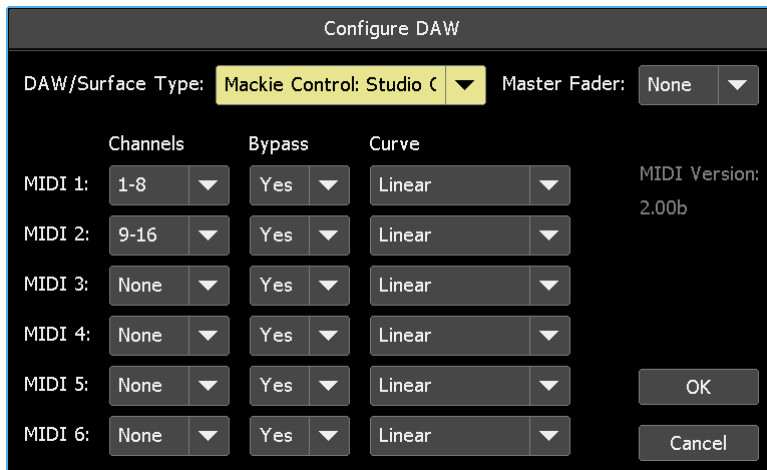 Configure DAW
DAW/Surface Type: Mackie Control: Studio Master Fader: None
Channels Bypass Curve
MIDI 1: 1-8 Yes Linear MIDI Version:
2.00b
MIDI 2: 9-16 Yes Linear
MIDI 3: None Yes Linear
MIDI 4: None Yes Linear
MIDI 5: None Yes Linear OK
MIDI 6: None Yes Linear Cancel